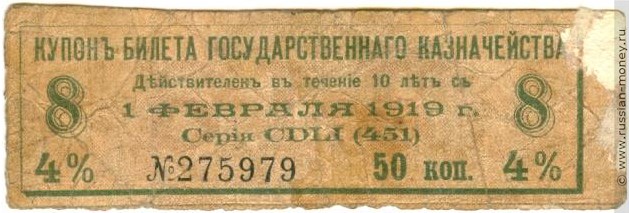 КУПОНЪ БИЛЕТА ГОСУДАРСТВЕННАГО КАЗНАЧЕЙСТВА
8 Дѣйствителенъ въ теченіе 10 лѣтъ съ 8
1 ФЕВРАЛЯ 1919 г.
Серія CDLI (451)
4% №275979 50 коп. 4%
© www.russian-money.ru